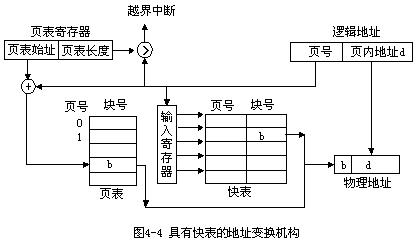 越界中断
页表寄存器
逻辑地址
页表始址 页表长度
>
页号 页内地址d
+
页号 块号
页号 块号
0
1
输入寄存器
b
b
b d
页表
快表
物理地址
图4-4 具有快表的地址变换机构